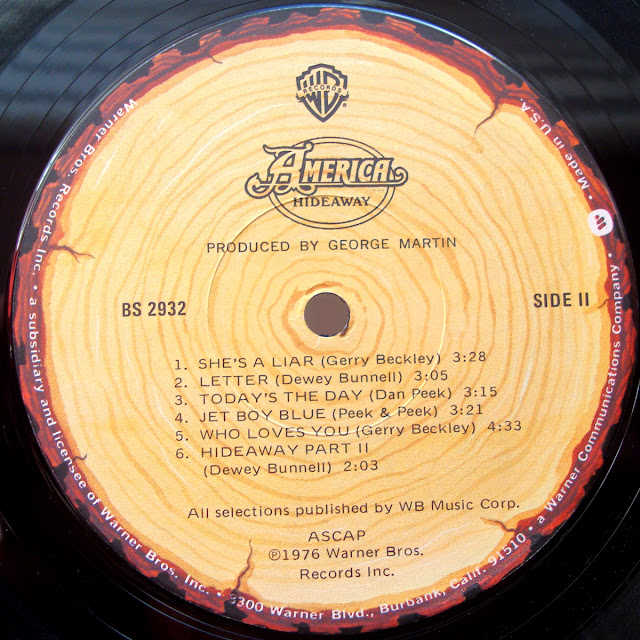 WB
RECORDS
AMERICA
HIDEAWAY
PRODUCED BY GEORGE MARTIN
BS 2932
SIDE II
1. SHE'S A LIAR (Gerry Beckley) 3:28
2. LETTER (Dewey Bunnell) 3:05
3. TODAY'S THE DAY (Dan Peek) 3:15
4. JET BOY BLUE (Peek & Peek) 3:21
5. WHO LOVES YOU (Gerry Beckley) 4:33
6. HIDEAWAY PART II
(Dewey Bunnell) 2:03
All selections published by WB Music Corp.
ASCAP
℗1976 Warner Bros.
Records Inc.
Warner Bros. Records Inc. • a subsidiary and licensee of Warner Bros. Inc. • 3300 Warner Blvd., Burbank, Calif. 91510 • a Warner Communications Company • • Made in U.S.A.